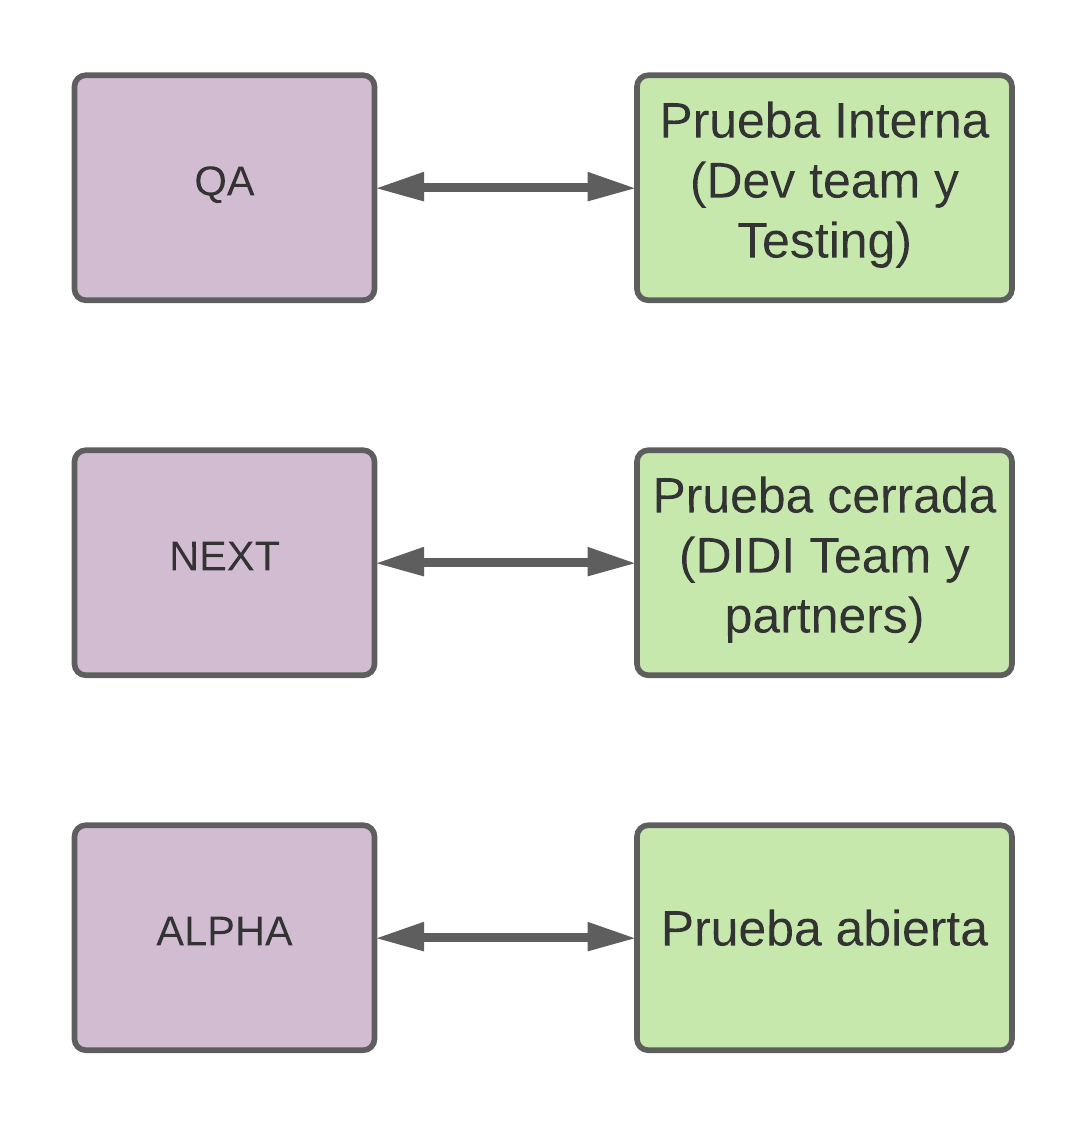 QA
Prueba Interna
(Dev team y
Testing)
NEXT
Prueba cerrada
(DIDI Team y
partners)
ALPHA
Prueba abierta